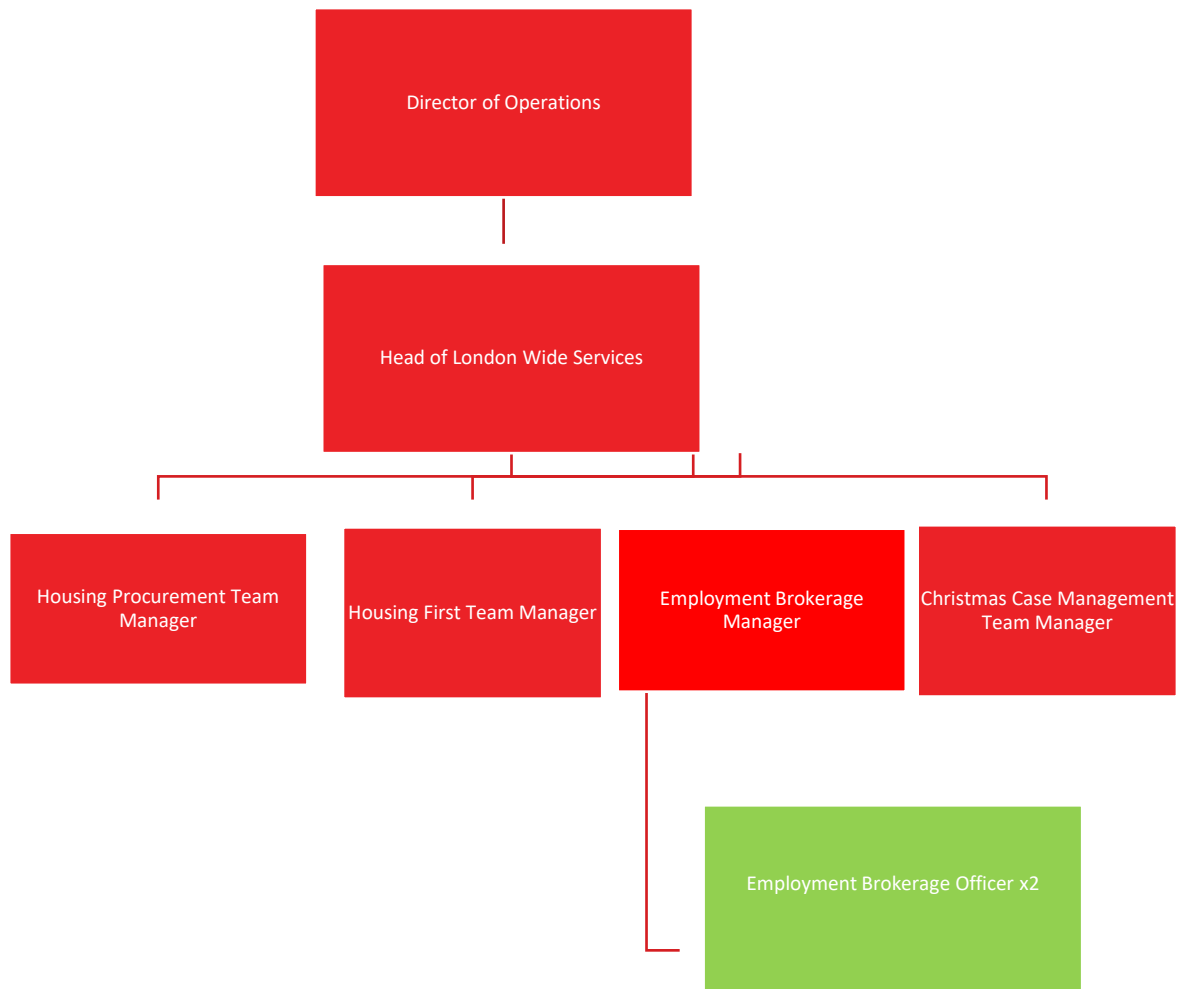 Director of Operations
Head of London Wide Services
Housing Procurement Team
Manager
Housing First Team Manager
Employment Brokerage
Manager
Christmas Case Management
Team Manager
Employment Brokerage Officer x2